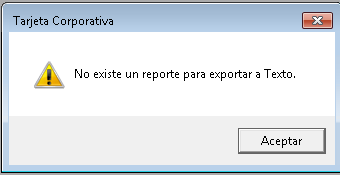 Tarjeta Corporativa
No existe un reporte para exportar a Texto.
Aceptar